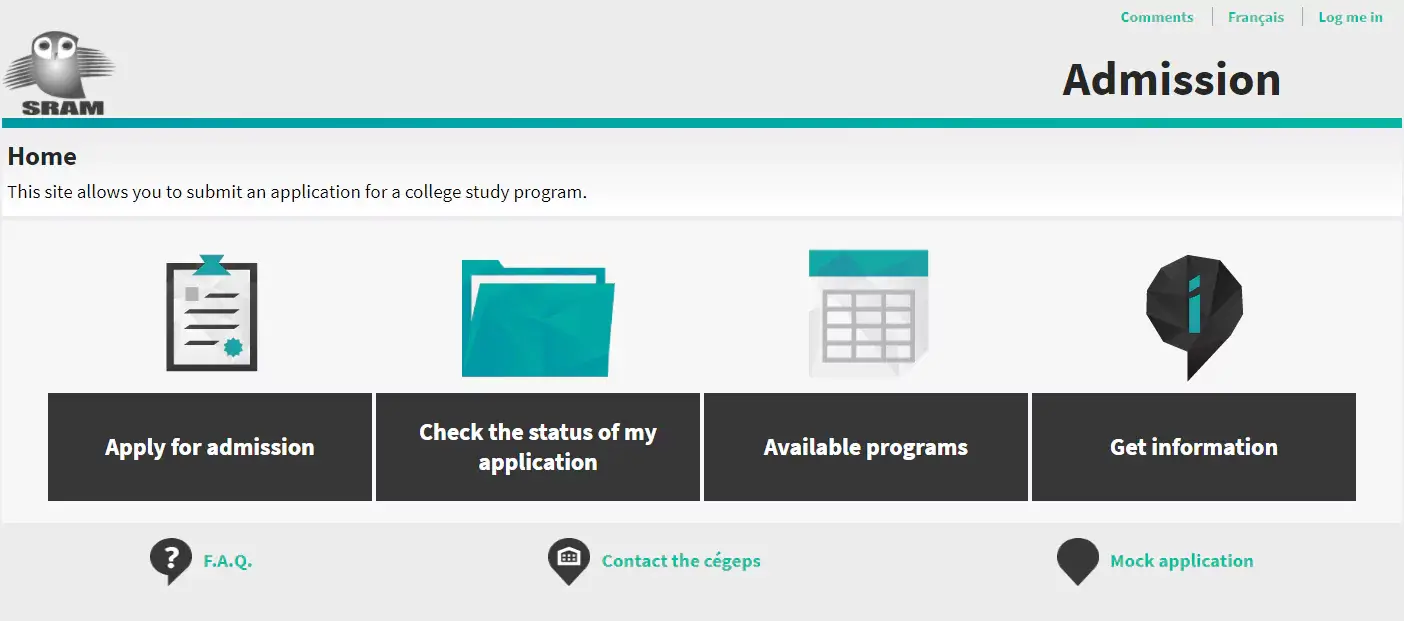 Comments Français Log me in
SRAM
Admission
Home
This site allows you to submit an application for a college study program.
i
Apply for admission
Check the status of my
application
Available programs
Get information
? F.A.Q.
Contact the cégeps
Mock application